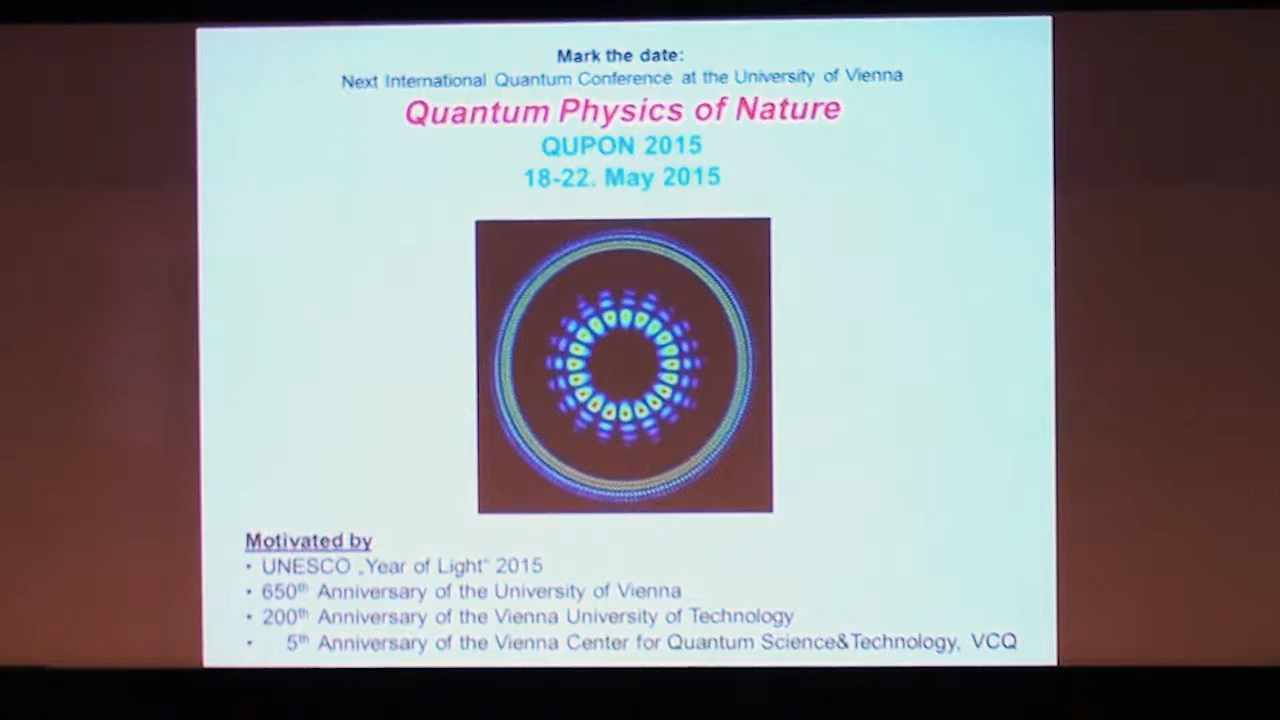 Mark the date:
Next International Quantum Conference at the University of Vienna
Quantum Physics of Nature
QUPON 2015
18-22. May 2015
Motivated by
• UNESCO „Year of Light“ 2015
• 650th Anniversary of the University of Vienna
• 200th Anniversary of the Vienna University of Technology
• 5th Anniversary of the Vienna Center for Quantum Science&Technology, VCQ